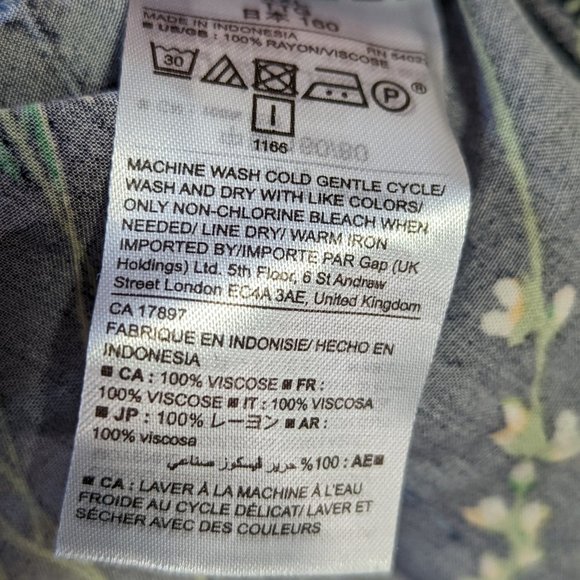 日本 160
MADE IN INDONESIA RN 5409
■ US/GB : 100% RAYON/VISCOSE
30 P ®
I
1166
MACHINE WASH COLD GENTLE CYCLE/
WASH AND DRY WITH LIKE COLORS/
ONLY NON-CHLORINE BLEACH WHEN
NEEDED/ LINE DRY/ WARM IRON
IMPORTED BY/IMPORTE PAR Gap (UK
Holdings) Ltd. 5th Floor, 6 St Andrew
Street London EC4A 3AE, United Kingdom
CA 17897
FABRIQUE EN INDONISIE/ HECHO EN
INDONESIA
■ CA : 100% VISCOSE ■ FR :
100% VISCOSE ■ IT : 100% VISCOSA
■ JP : 100% レーヨン ■ AR :
100% viscosa
■AE : 100% حرير فيسكوز صناعي
■ CA : LAVER À LA MACHINE À L'EAU
FROIDE AU CYCLE DÉLICAT/ LAVER ET
SÉCHER AVEC DES COULEURS